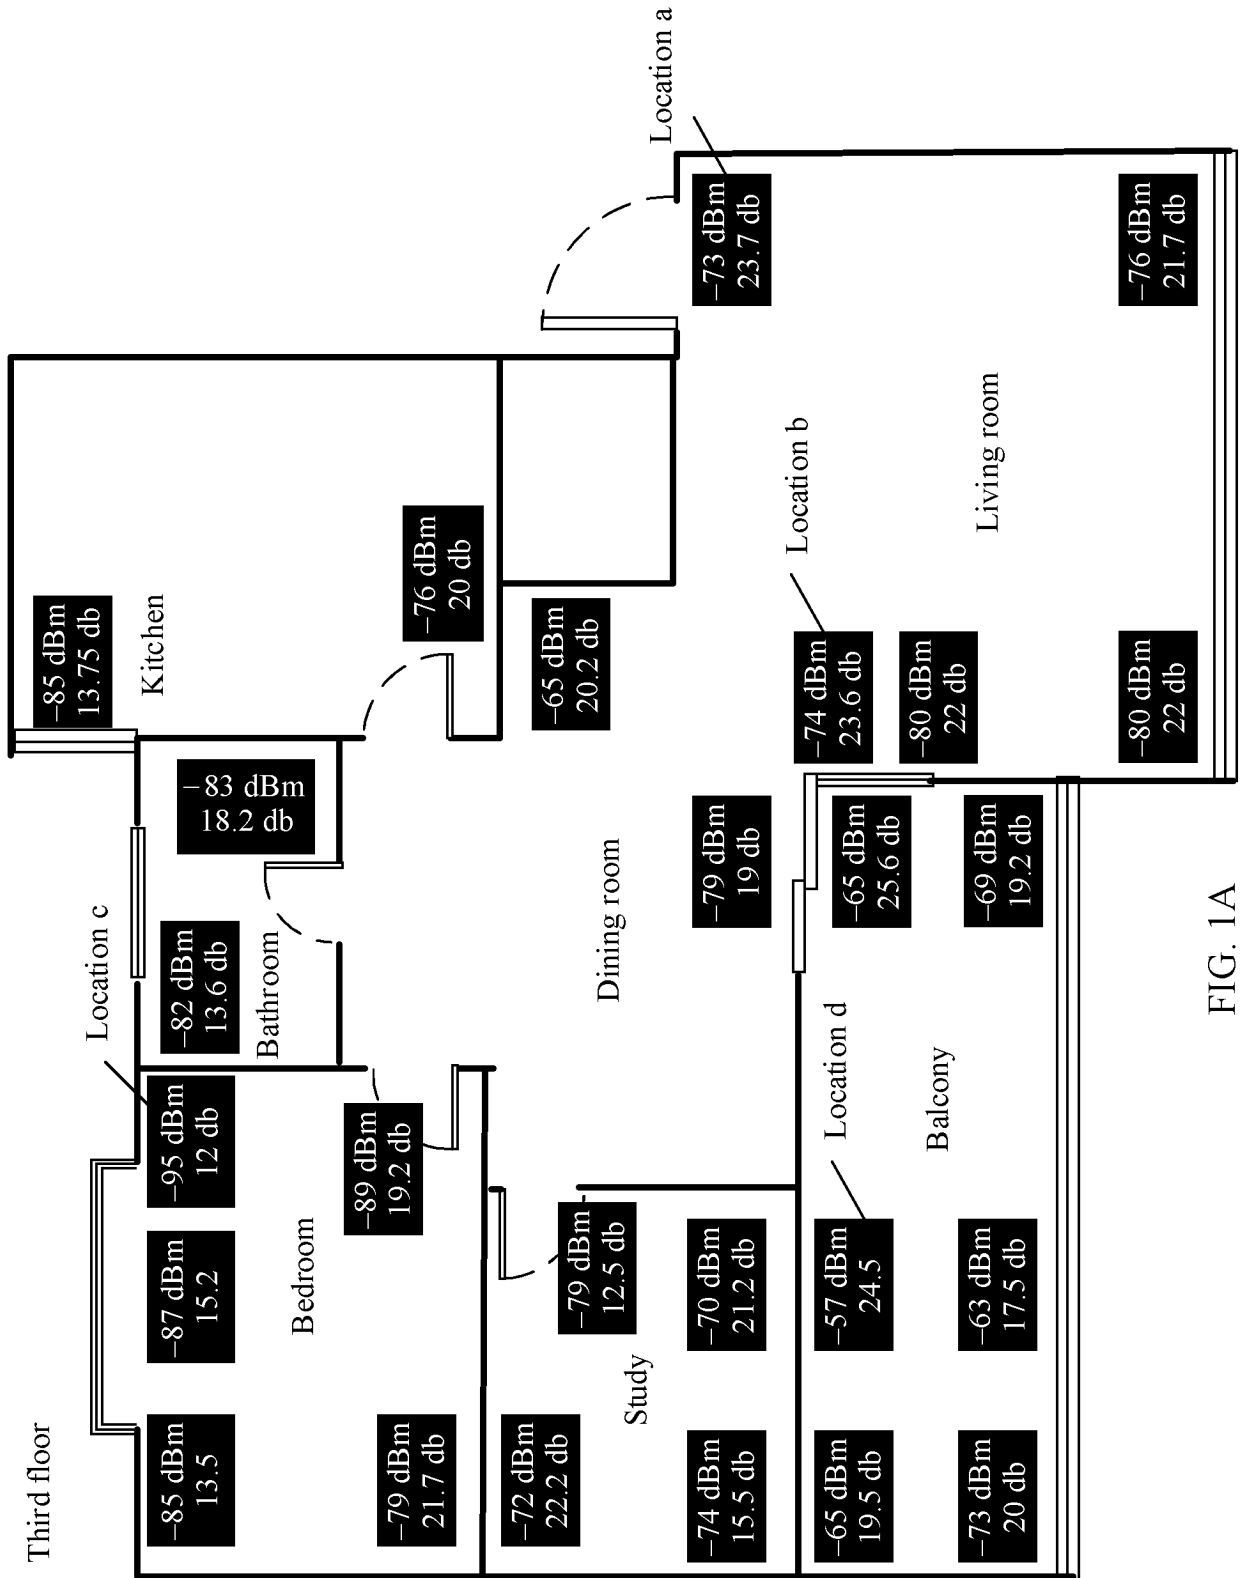 Third floor
−85 dBm
13.75 db
Location c
Kitchen
−85 dBm
13.5
−87 dBm
15.2
−95 dBm
12 db
−82 dBm
13.6 db
−83 dBm
18.2 db
Bathroom
Bedroom
−79 dBm
21.7 db
−89 dBm
19.2 db
−76 dBm
20 db
−72 dBm
22.2 db
−79 dBm
12.5 db
−65 dBm
20.2 db
Dining room
Study
Location a
−74 dBm
15.5 db
−70 dBm
21.2 db
−79 dBm
19 db
−73 dBm
23.7 db
Location b
−65 dBm
19.5 db
−57 dBm
24.5
Location d
−65 dBm
25.6 db
−74 dBm
23.6 db
−80 dBm
22 db
Balcony
Living room
−73 dBm
20 db
−63 dBm
17.5 db
−69 dBm
19.2 db
−80 dBm
22 db
−76 dBm
21.7 db
FIG. 1A